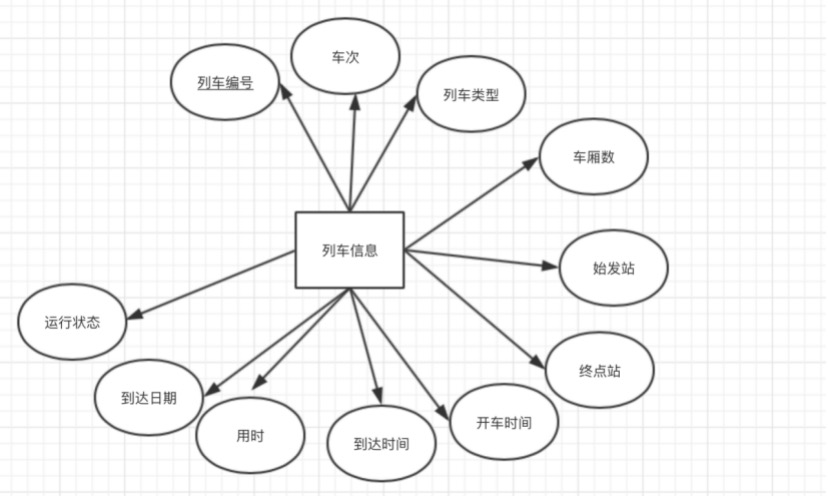 车次
列车编号
列车类型
车厢数
列车信息
始发站
运行状态
终点站
到达日期
开车时间
用时
到达时间